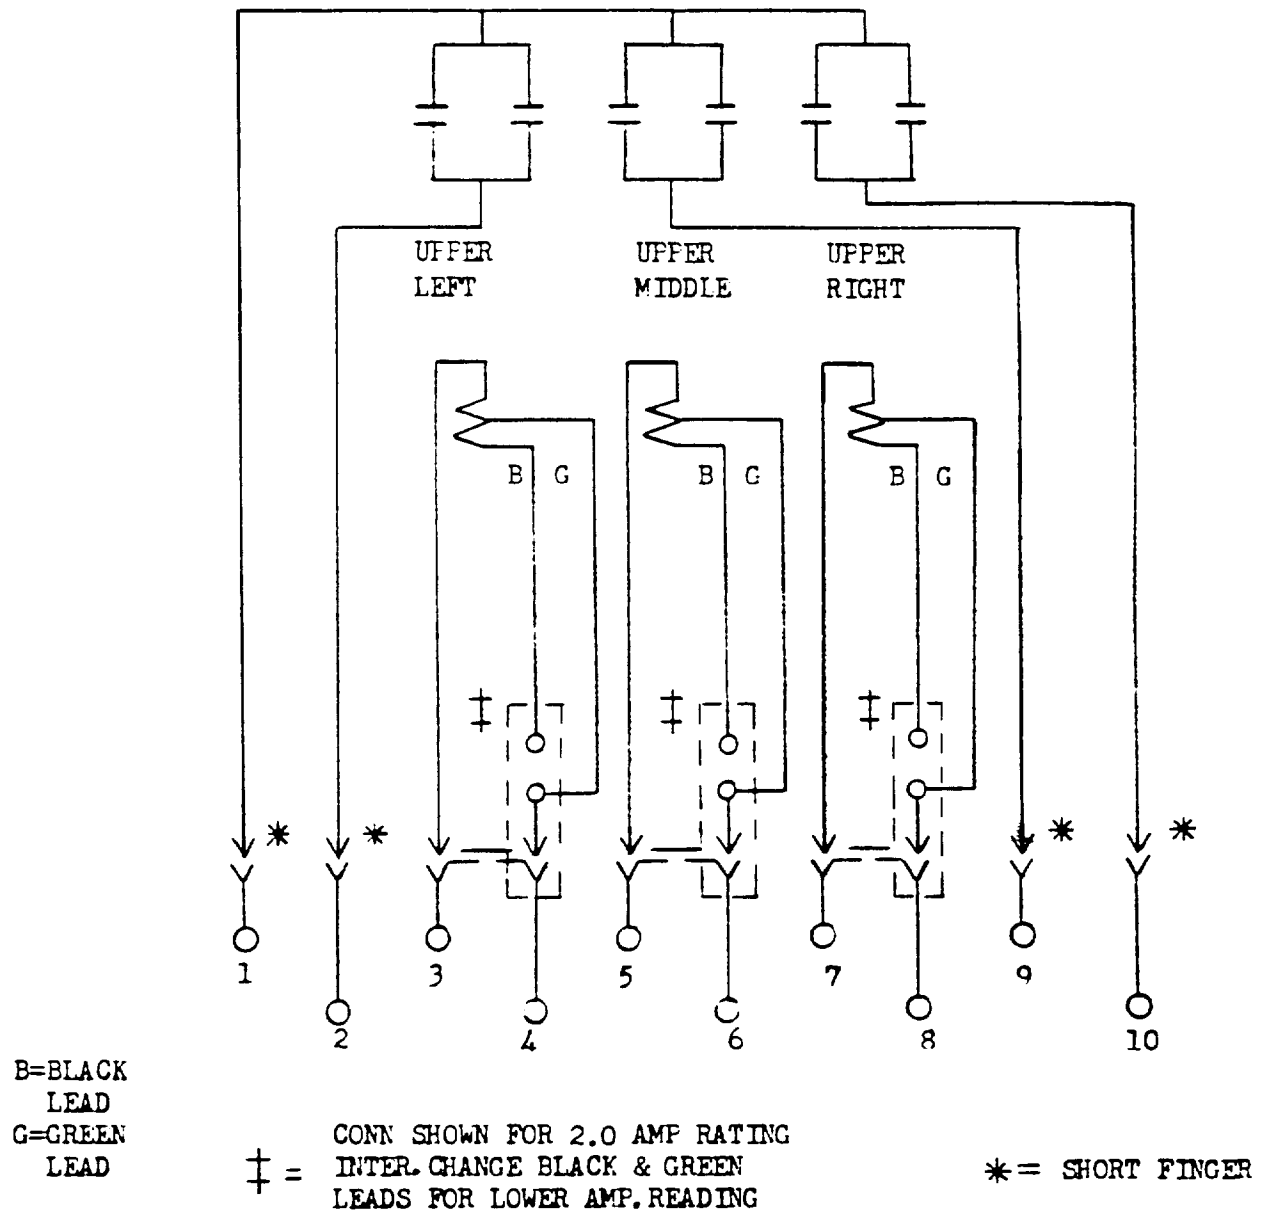 UPPER
LEFT
UPPER
MIDDLE
UPPER
RIGHT
B G
B G
B G
‡
‡
‡
*
*
*
*
1
3
5
7
9
2
4
6
8
10
B=BLACK
LEAD
G=GREEN
LEAD
‡ = CONN SHOWN FOR 2.0 AMP RATING
INTER.CHANGE BLACK & GREEN
LEADS FOR LOWER AMP.READING
*= SHORT FINGER